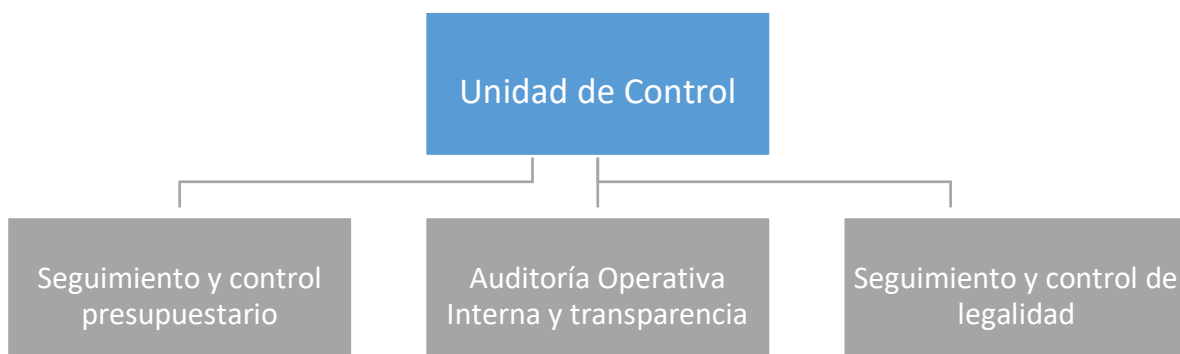 Unidad de Control
Seguimiento y control
presupuestario
Auditoría Operativa
Interna y transparencia
Seguimiento y control de
legalidad